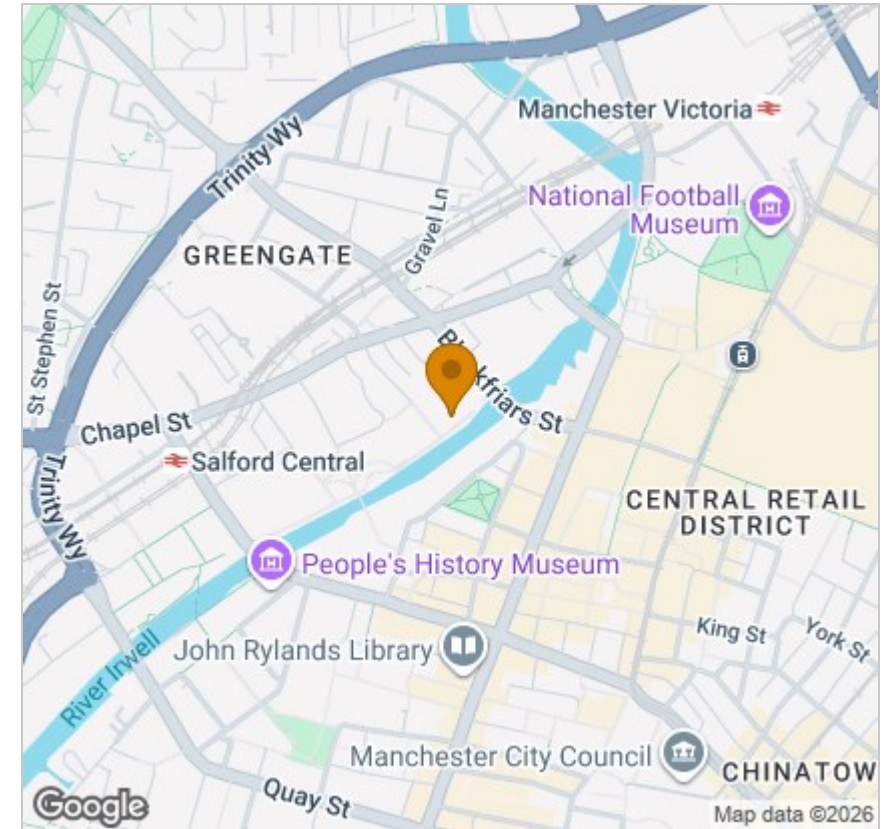 Trinity Wy
Manchester Victoria
National Football
Museum
Gravel Ln
GREENGATE
St Stephen St
Blackfriars St
Chapel St
Salford Central
Trinity Wy
CENTRAL RETAIL
DISTRICT
People's History Museum
King St
York St
John Rylands Library
River Irwell
Manchester City Council
CHINATOW
Quay St
Google
Map data ©2026